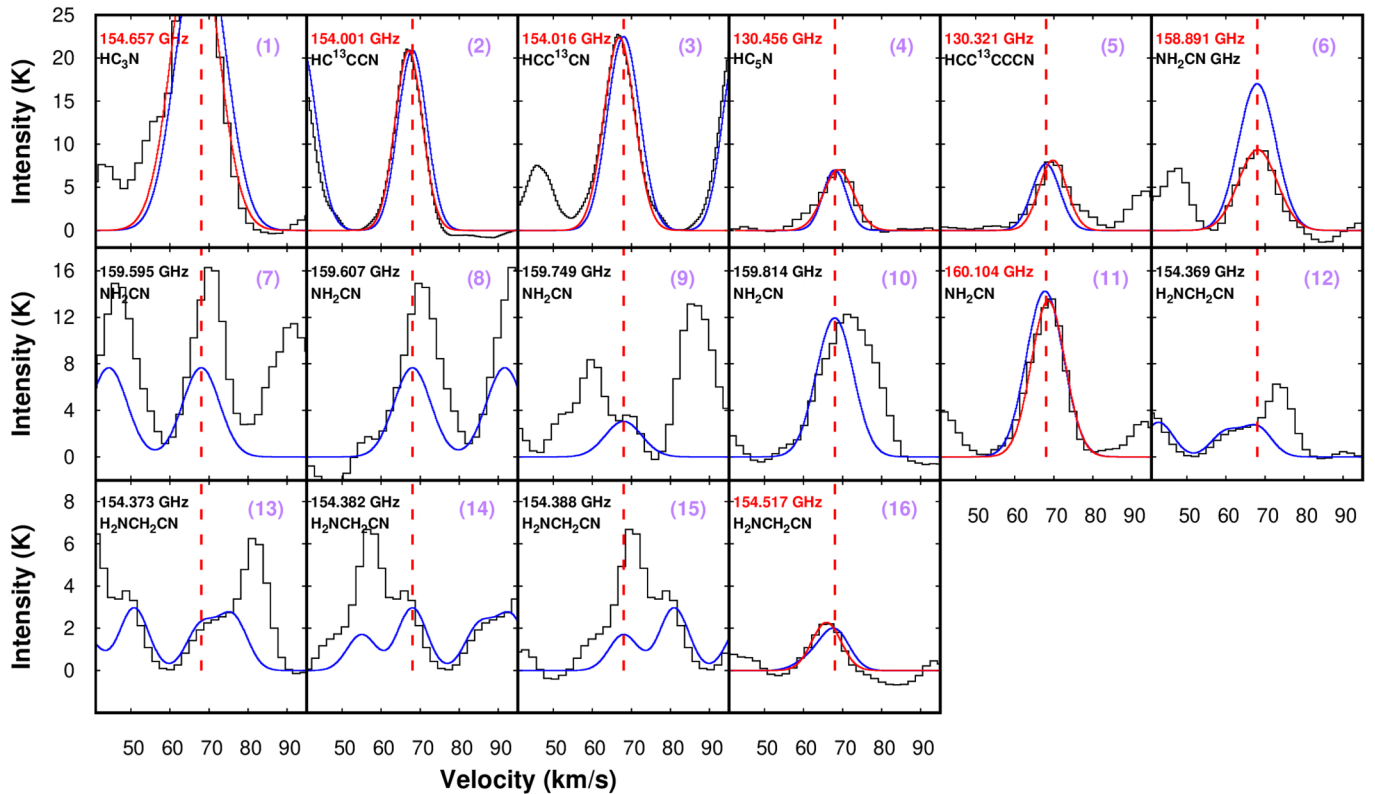 Intensity (K)
25
20
15
10
5
0
154.657 GHz
HC₃N
(1)
154.001 GHz
HC¹³CCN
(2)
154.016 GHz
HCC¹³CN
(3)
130.456 GHz
HC₅N
(4)
130.321 GHz
HCC¹³CCCN
(5)
158.891 GHz
NH₂CN GHz
(6)
Intensity (K)
16
12
8
4
0
159.595 GHz
NH₂CN
(7)
159.607 GHz
NH₂CN
(8)
159.749 GHz
NH₂CN
(9)
159.814 GHz
NH₂CN
(10)
160.104 GHz
NH₂CN
(11)
154.369 GHz
H₂NCH₂CN
(12)
50 60 70 80 90
50 60 70 80 90
Intensity (K)
8
6
4
2
0
154.373 GHz
H₂NCH₂CN
(13)
154.382 GHz
H₂NCH₂CN
(14)
154.388 GHz
H₂NCH₂CN
(15)
154.517 GHz
H₂NCH₂CN
(16)
50 60 70 80 90
50 60 70 80 90
50 60 70 80 90
50 60 70 80 90
Velocity (km/s)